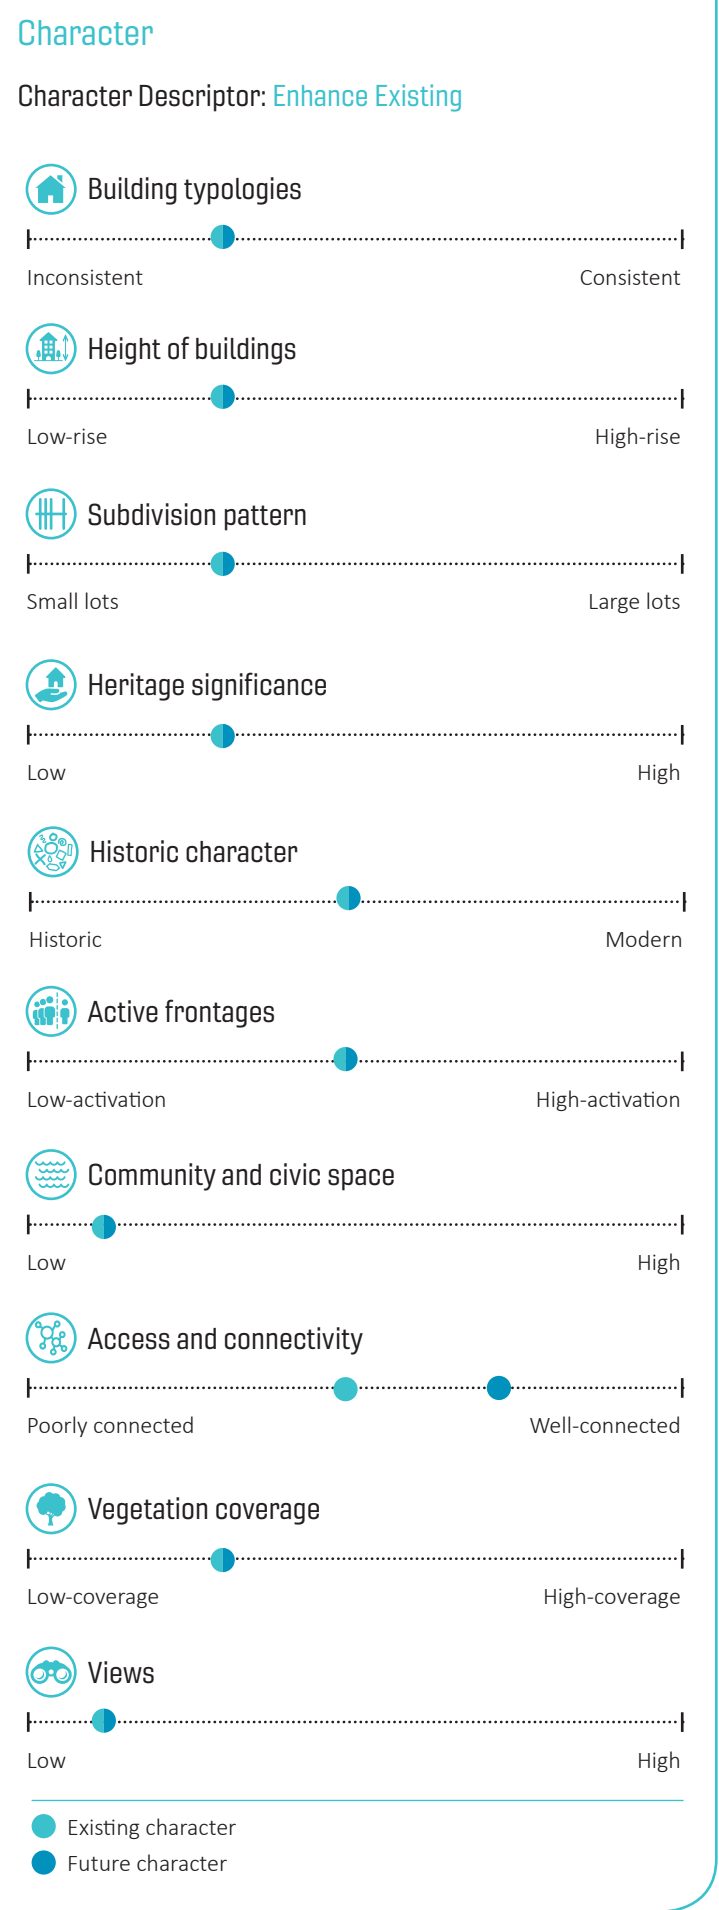 Character
Character Descriptor: Enhance Existing
Building typologies
Inconsistent Consistent
Height of buildings
Low-rise High-rise
Subdivision pattern
Small lots Large lots
Heritage significance
Low High
Historic character
Historic Modern
Active frontages
Low-activation High-activation
Community and civic space
Low High
Access and connectivity
Poorly connected Well-connected
Vegetation coverage
Low-coverage High-coverage
Views
Low High
Existing character
Future character